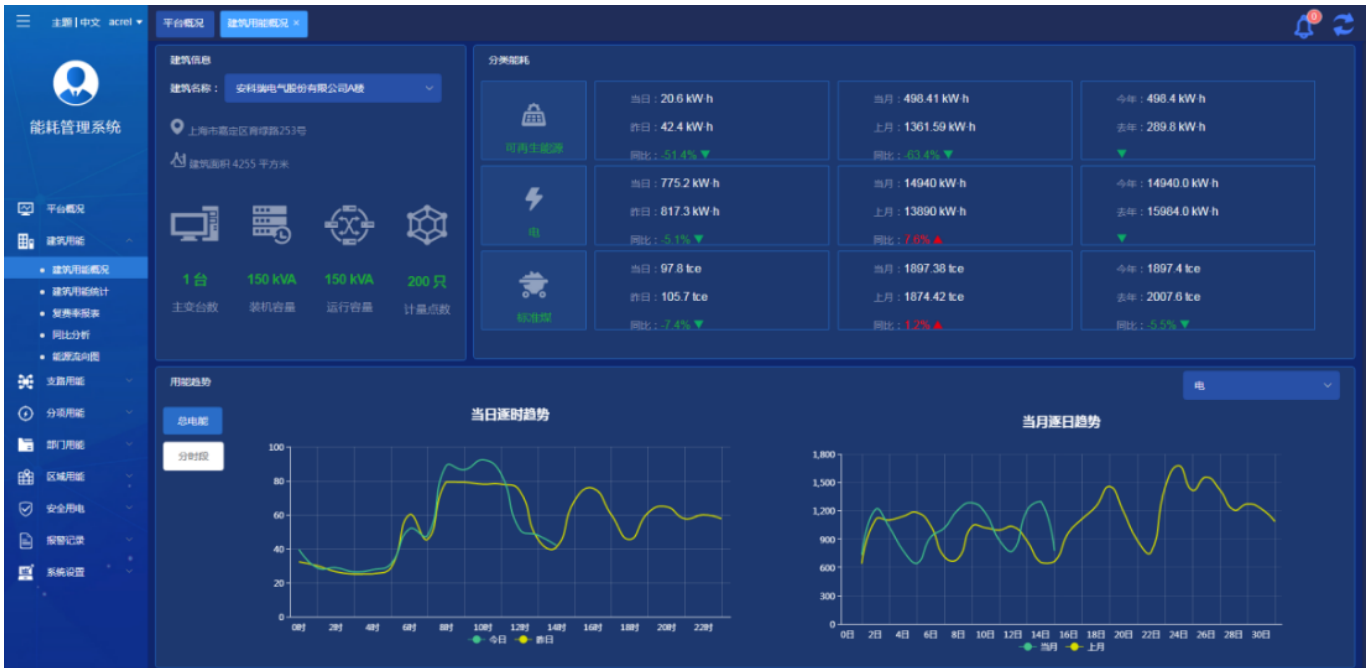 主题 | 中文 acrel
平台概况
建筑用能概况 ×
0
能耗管理系统
平台概况
建筑用能
建筑用能概况
建筑用能统计
复费率报表
同比分析
能源流向图
支路用能
分项用能
部门用能
区域用能
安全用电
报警记录
系统设置
建筑信息
建筑名称：
安科瑞电气股份有限公司A楼
上海市嘉定区育绿路253号
建筑面积 4255 平方米
1 台 150 kVA 150 kVA 200 只
主变台数 装机容量 运行容量 计量点数
分类能耗
可再生能源
当日：20.6 kW·h
昨日：42.4 kW·h
同比：-51.4% ▼
当月：498.41 kW·h
上月：1361.59 kW·h
同比：-63.4% ▼
今年：498.4 kW·h
去年：289.8 kW·h
▼
电
当日：775.2 kW·h
昨日：817.3 kW·h
同比：-5.1% ▼
当月：14940 kW·h
上月：13890 kW·h
同比：7.6% ▲
今年：14940.0 kW·h
去年：15984.0 kW·h
▼
标准煤
当日：97.8 tce
昨日：105.7 tce
同比：-7.4% ▼
当月：1897.38 tce
上月：1874.42 tce
同比：1.2% ▲
今年：1897.4 tce
去年：2007.6 tce
同比：-5.5% ▼
用能趋势
电
总电能
分时段
当日逐时趋势
100
80
60
40
20
0
0时 2时 4时 6时 8时 10时 12时 14时 16时 18时 20时 22时
今日 昨日
当月逐日趋势
1,800
1,500
1,200
900
600
300
0
0日 2日 4日 6日 8日 10日 12日 14日 16日 18日 20日 22日 24日 26日 28日 30日
当月 上月